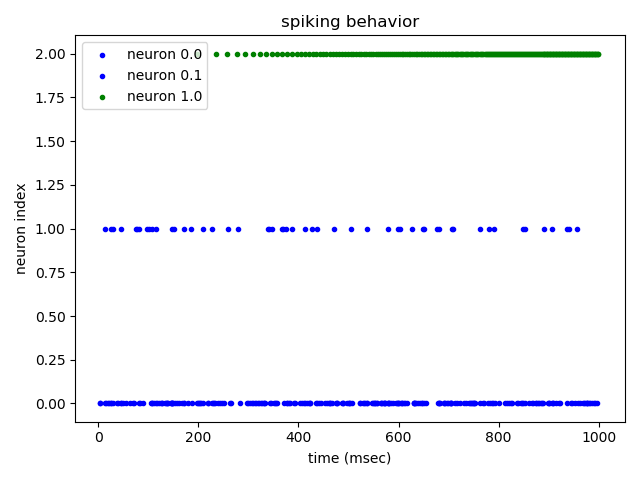 spiking behavior
neuron 0.0
neuron 0.1
neuron 1.0
2.00
1.75
1.50
1.25
1.00
0.75
0.50
0.25
0.00
neuron index
0 200 400 600 800 1000
time (msec)